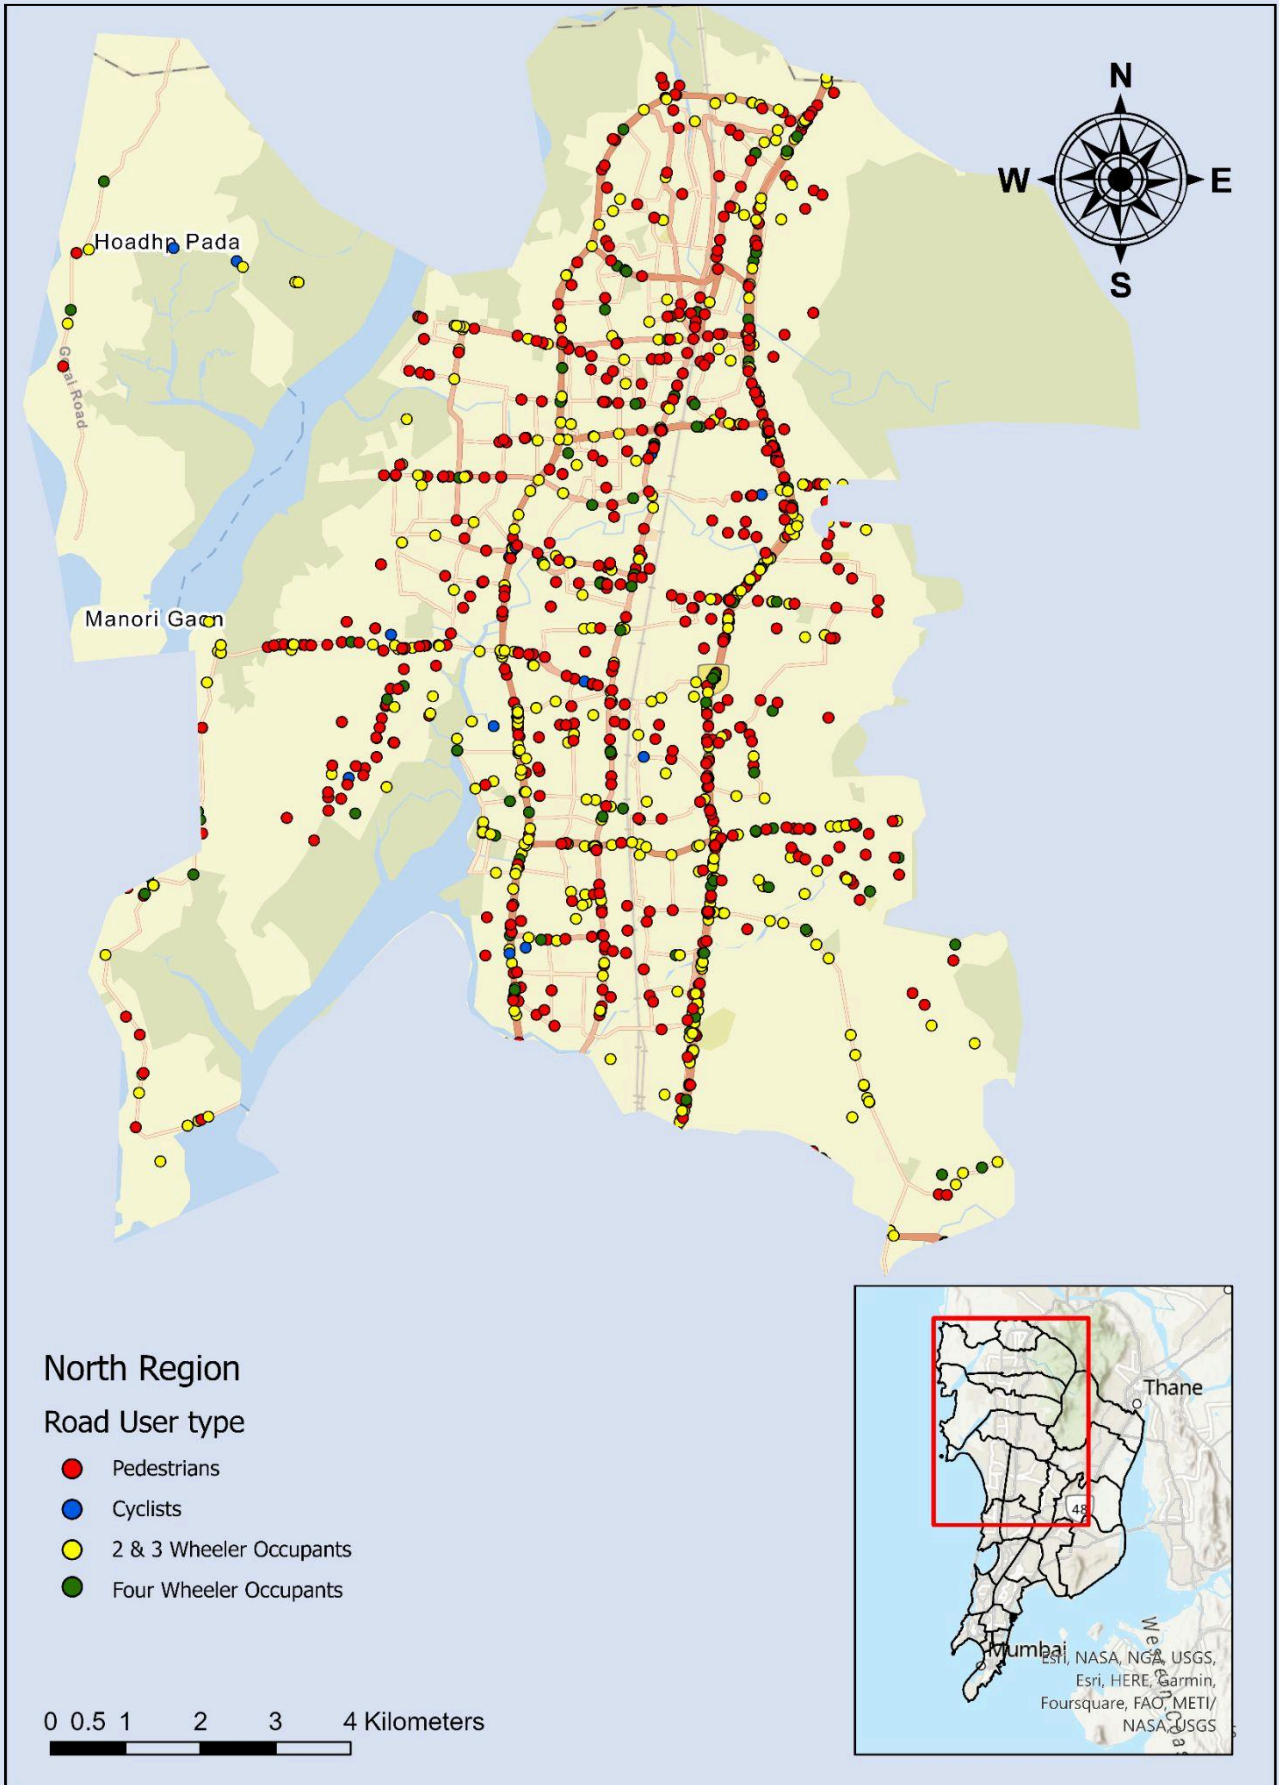 N
W
E
S
Hoadhp Pada
Gorai Road
Manori Gaon
North Region
Road User type
Pedestrians
Cyclists
2 & 3 Wheeler Occupants
Four Wheeler Occupants
0 0.5 1 2 3 4 Kilometers
Thane
48
Mumbai
Esri, NASA, NGA, USGS,
Esri, HERE, Garmin,
Foursquare, FAO, METI/
NASA, USGS